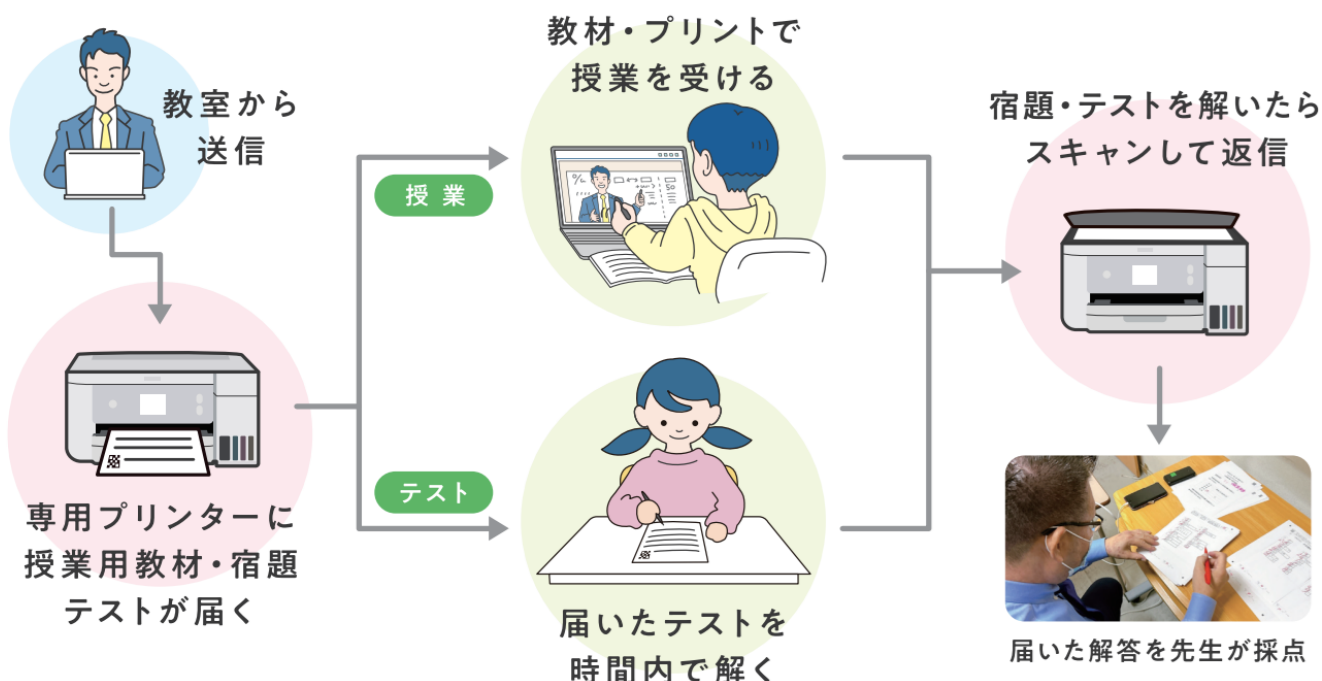 教室から
送信
専用プリンターに
授業用教材・宿題
テストが届く
授業
教材・プリントで
授業を受ける
テスト
届いたテストを
時間内で解く
宿題・テストを解いたら
スキャンして返信
届いた解答を先生が採点